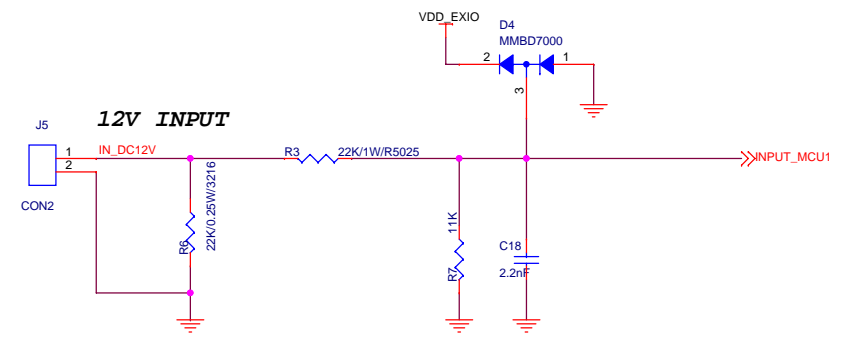 VDD_EXIO
D4
MMBD7000
2
1
3
12V INPUT
J5
1
IN_DC12V
2
CON2
R3
22K/1W/R5025
INPUT_MCU1
R6
22K/0.25W/3216
11K
R7
C18
2.2nF